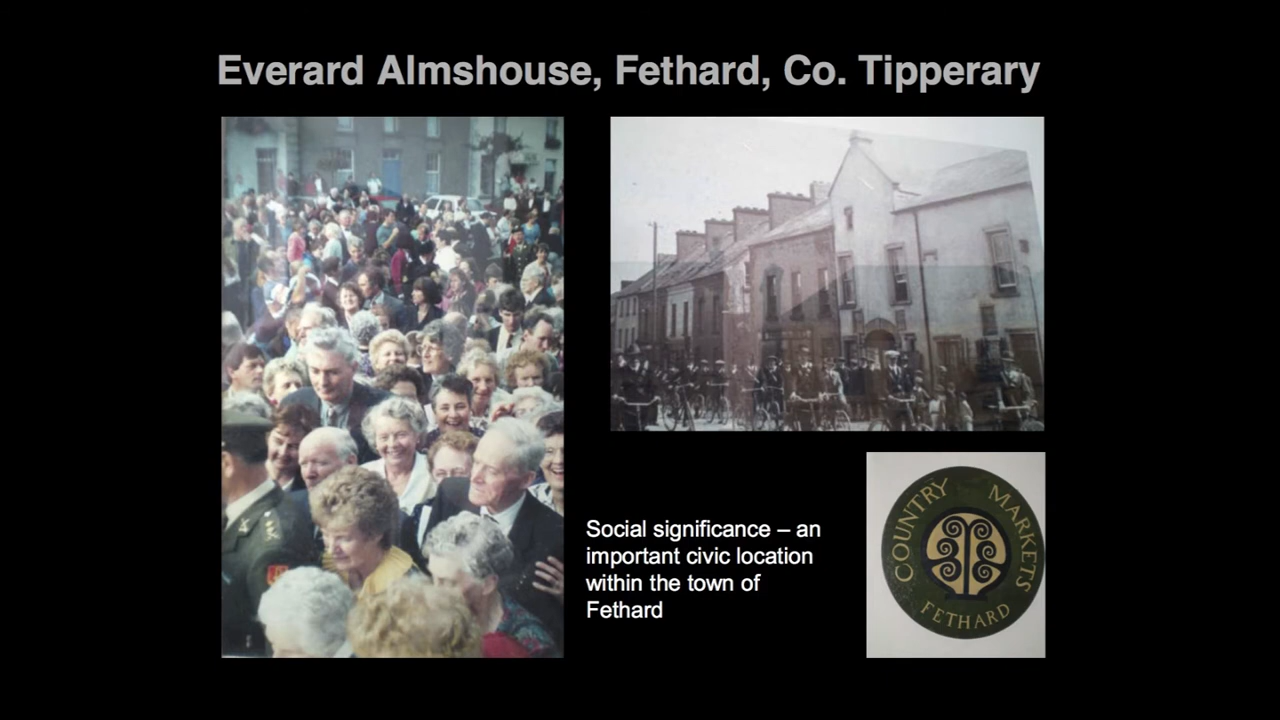 Everard Almshouse, Fethard, Co. Tipperary
Social significance – an
important civic location
within the town of
Fethard
COUNTRY MARKETS
FETHARD